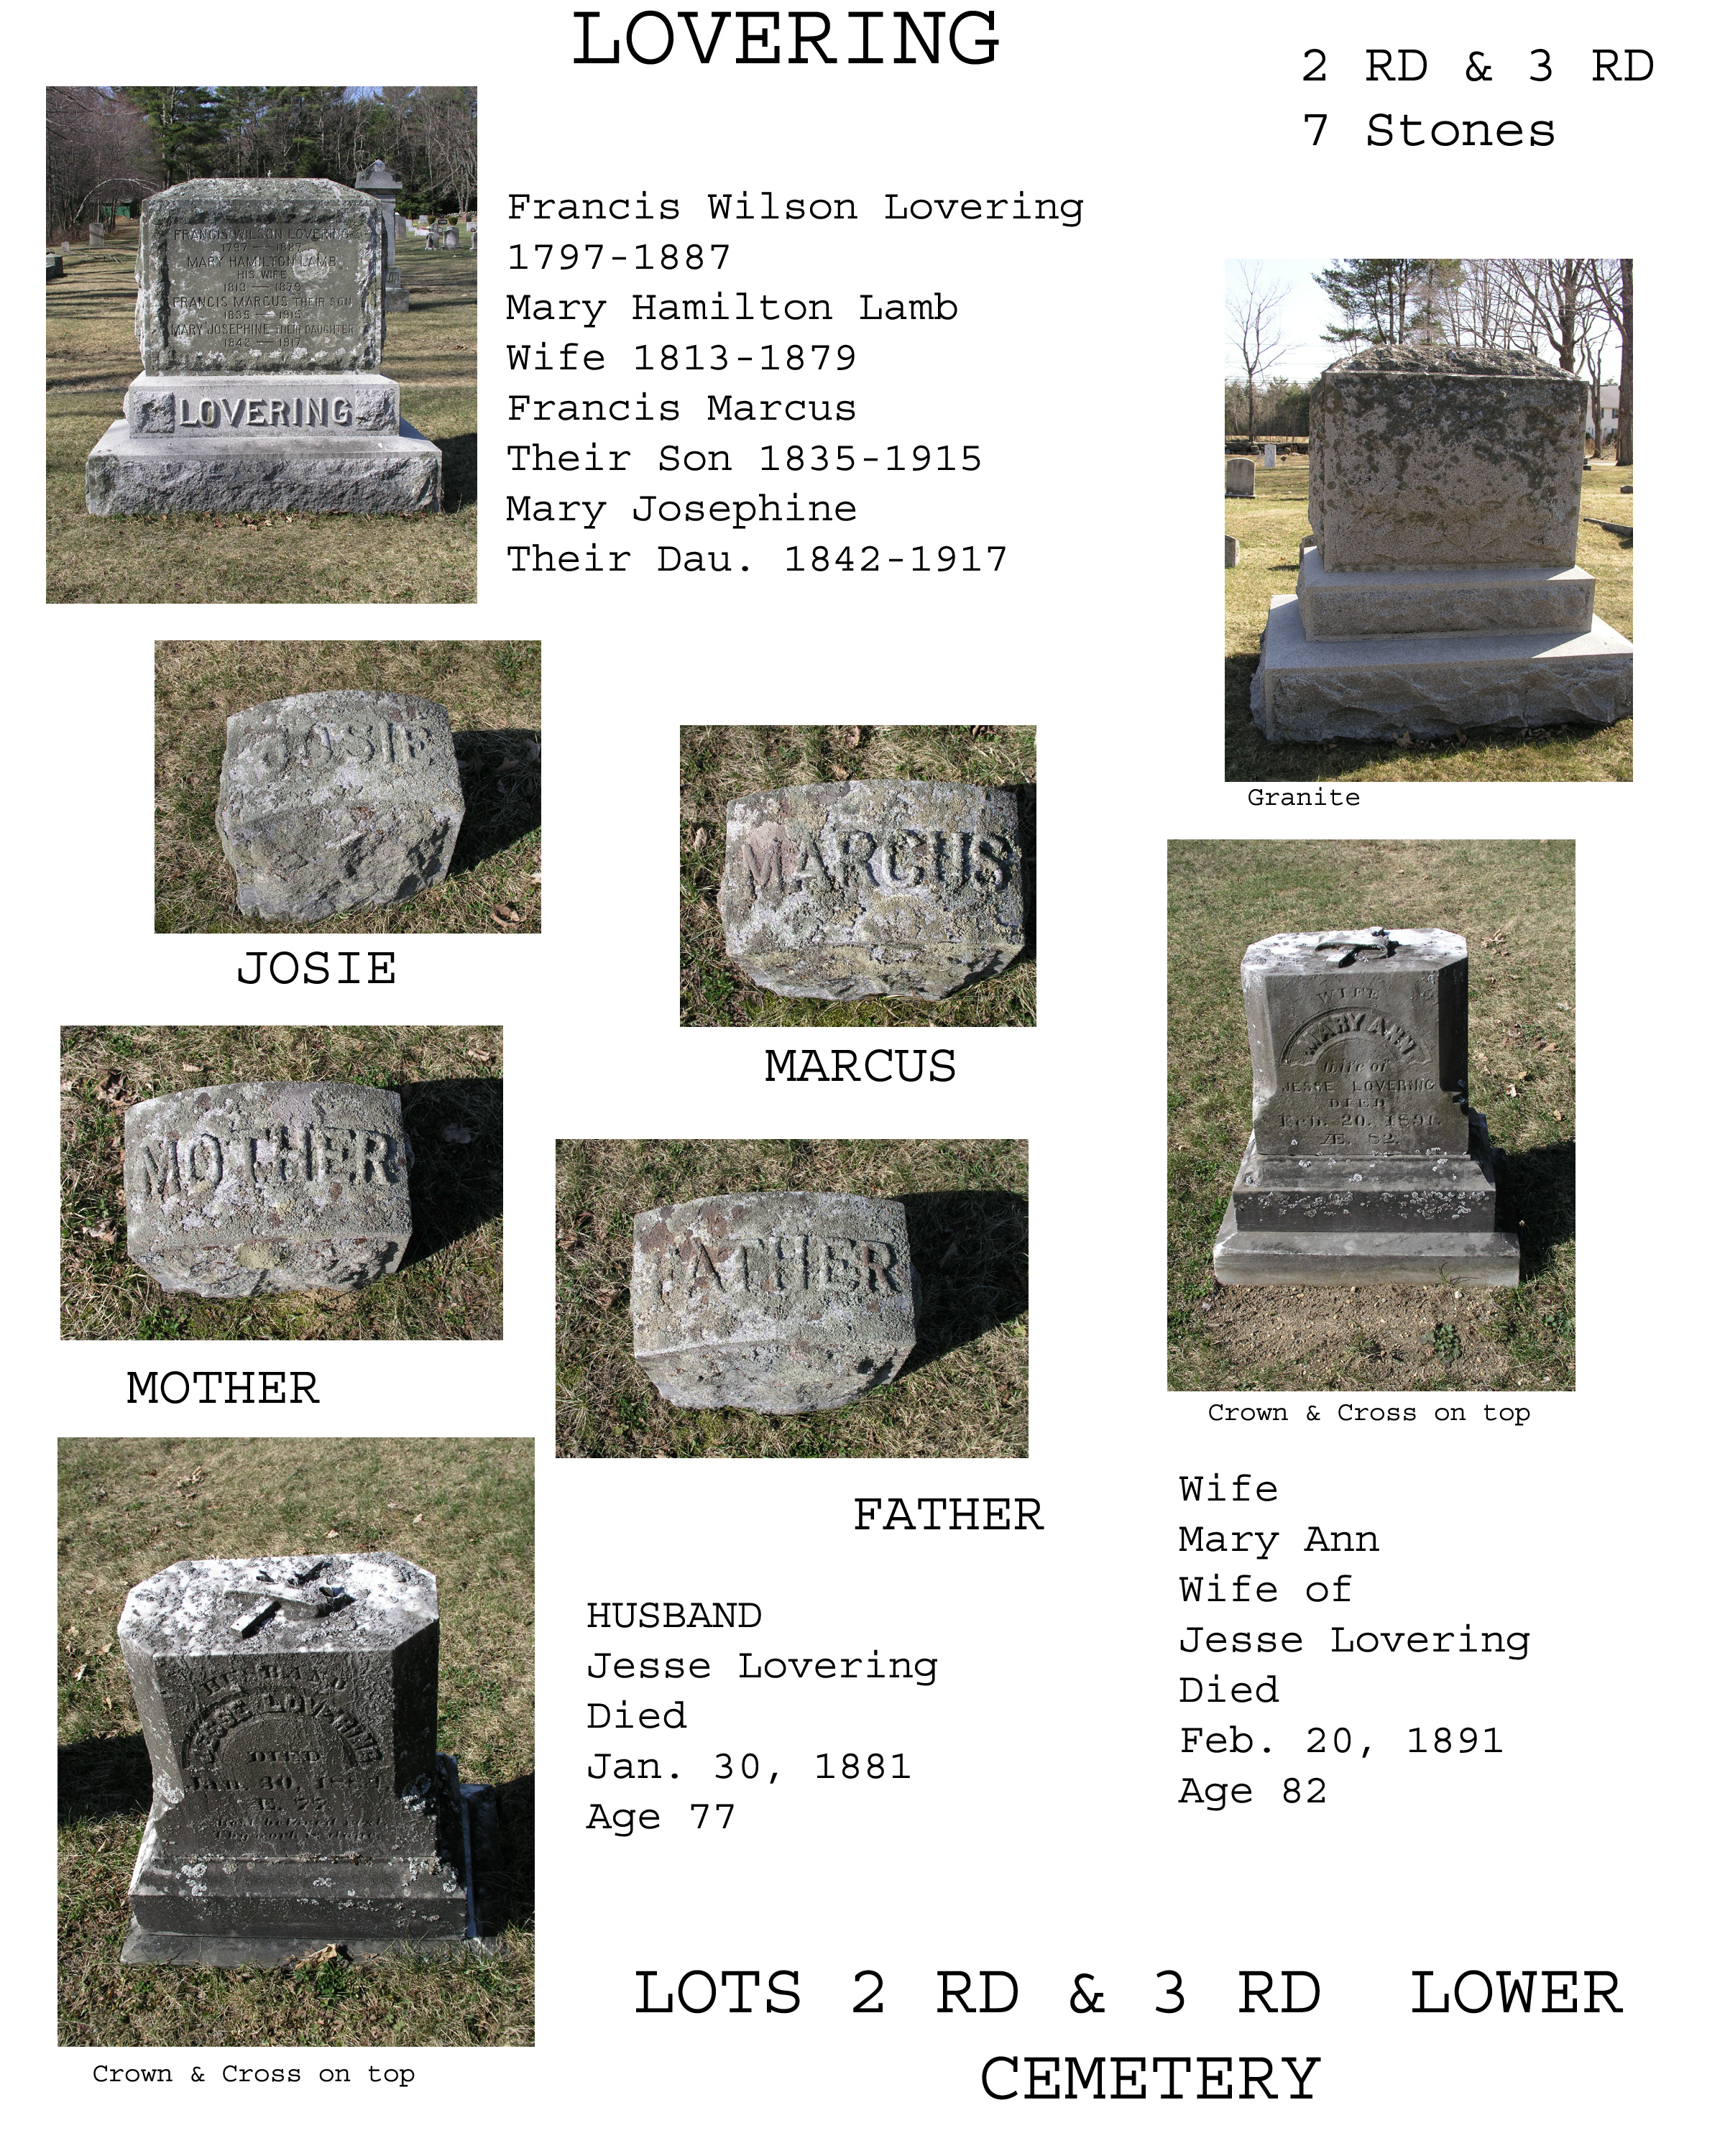 LOVERING
2 RD & 3 RD
7 Stones
FRANCIS WILSON LOVERING
1797 — 1887
MARY HAMILTON LAMB
HIS WIFE
1813 — 1879
FRANCIS MARCUS THEIR SON
1835 — 1915
MARY JOSEPHINE THEIR DAUGHTER
1842 — 1917
LOVERING
Francis Wilson Lovering
1797-1887
Mary Hamilton Lamb
Wife 1813-1879
Francis Marcus
Their Son 1835-1915
Mary Josephine
Their Dau. 1842-1917
Granite
JOSIE
JOSIE
MARCUS
MARCUS
MOTHER
MOTHER
FATHER
FATHER
WIFE
MARY ANN
Wife of
JESSE LOVERING
DIED
Feb. 20. 1891.
Æ. 82.
Crown & Cross on top
Wife
Mary Ann
Wife of
Jesse Lovering
Died
Feb. 20, 1891
Age 82
HUSBAND
JESSE LOVERING
DIED
Jan. 30, 1881
Æ. 77
Crown & Cross on top
HUSBAND
Jesse Lovering
Died
Jan. 30, 1881
Age 77
LOTS 2 RD & 3 RD LOWER
CEMETERY